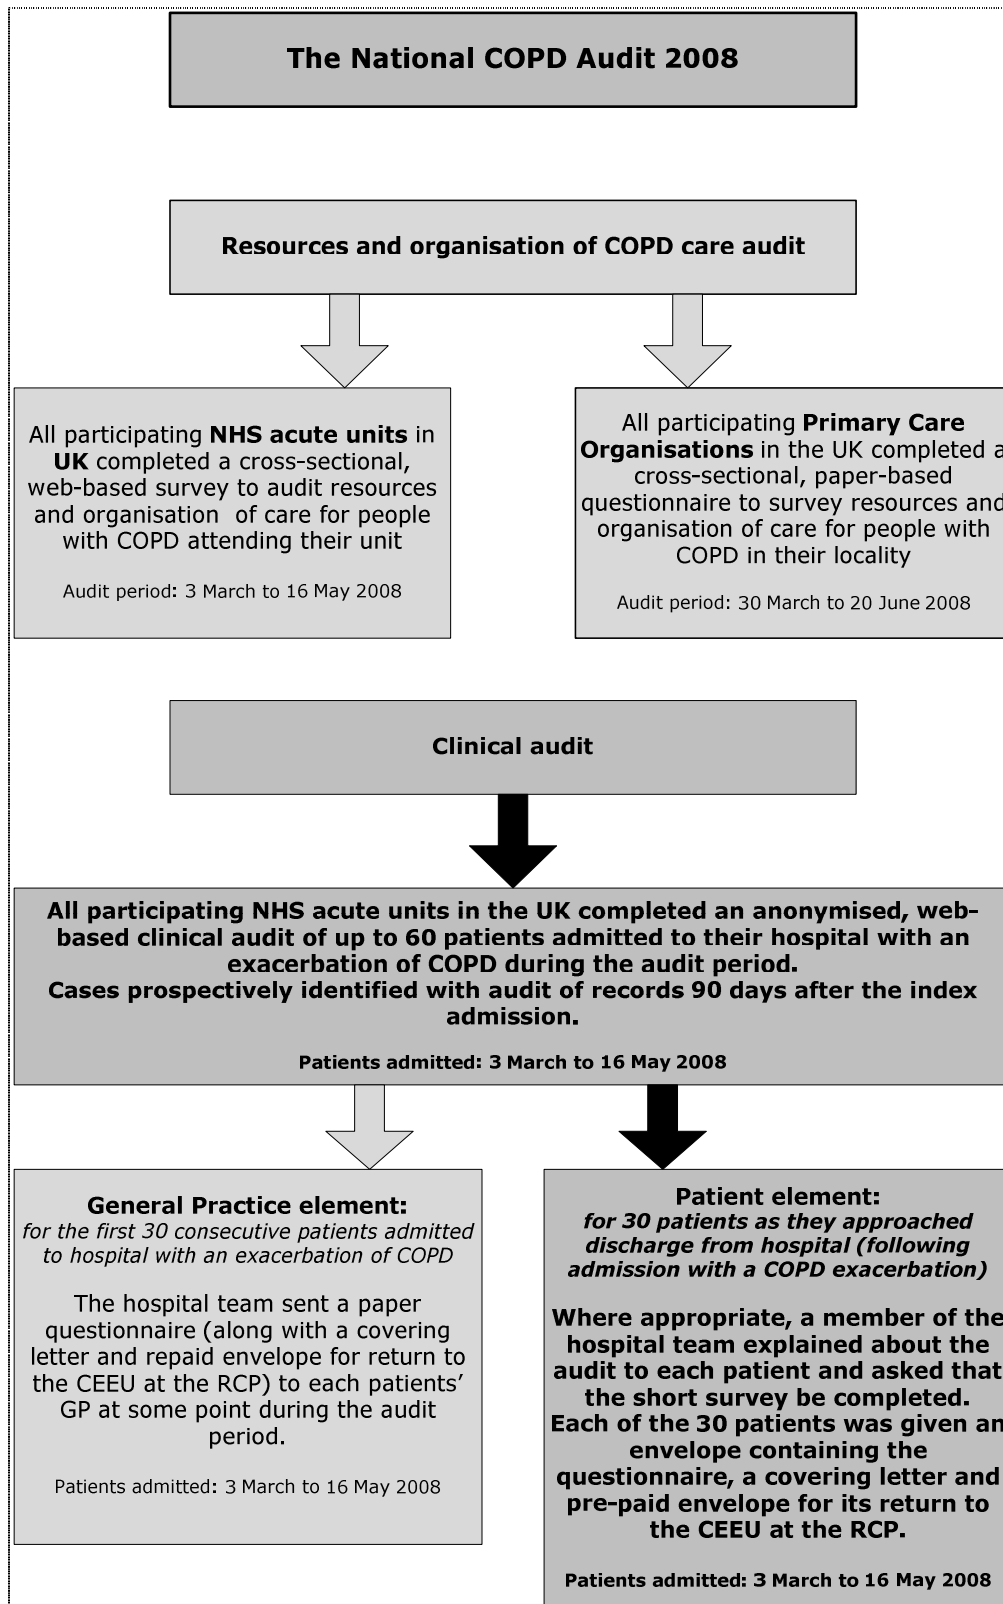 The National COPD Audit 2008
Resources and organisation of COPD care audit
All participating NHS acute units in
UK completed a cross-sectional,
web-based survey to audit resources
and organisation of care for people
with COPD attending their unit
Audit period: 3 March to 16 May 2008
All participating Primary Care
Organisations in the UK completed a
cross-sectional, paper-based
questionnaire to survey resources and
organisation of care for people with
COPD in their locality
Audit period: 30 March to 20 June 2008
Clinical audit
All participating NHS acute units in the UK completed an anonymised, web-
based clinical audit of up to 60 patients admitted to their hospital with an
exacerbation of COPD during the audit period.
Cases prospectively identified with audit of records 90 days after the index
admission.
Patients admitted: 3 March to 16 May 2008
General Practice element:
for the first 30 consecutive patients admitted
to hospital with an exacerbation of COPD
The hospital team sent a paper
questionnaire (along with a covering
letter and repaid envelope for return to
the CEEU at the RCP) to each patients’
GP at some point during the audit
period.
Patients admitted: 3 March to 16 May 2008
Patient element:
for 30 patients as they approached
discharge from hospital (following
admission with a COPD exacerbation)
Where appropriate, a member of the
hospital team explained about the
audit to each patient and asked that
the short survey be completed.
Each of the 30 patients was given an
envelope containing the
questionnaire, a covering letter and
pre-paid envelope for its return to
the CEEU at the RCP.
Patients admitted: 3 March to 16 May 2008